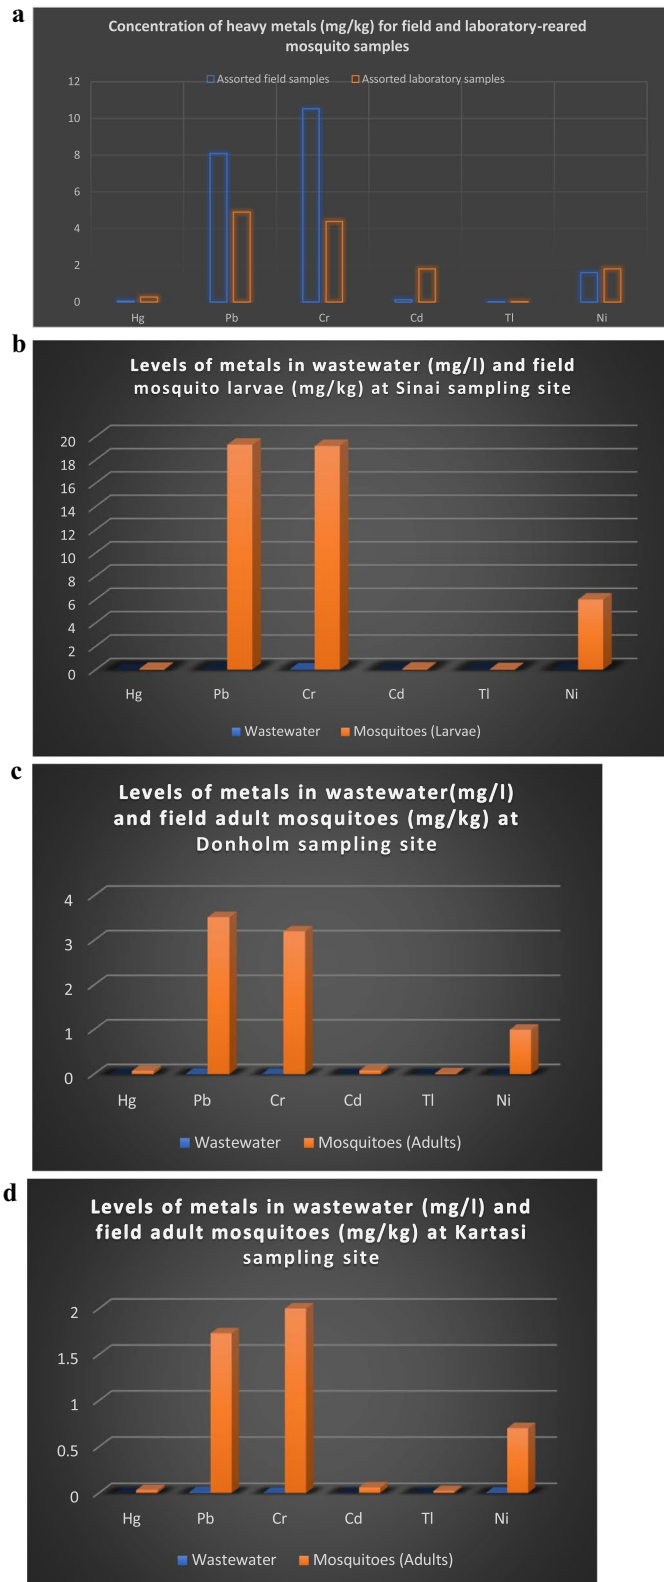 a
Concentration of heavy metals (mg/kg) for field and laboratory-reared
mosquito samples
Assorted field samples Assorted laboratory samples
12
10
8
6
4
2
0
Hg Pb Cr Cd Tl Ni
b
Levels of metals in wastewater (mg/l) and field
mosquito larvae (mg/kg) at Sinai sampling site
20
18
16
14
12
10
8
6
4
2
0
Hg Pb Cr Cd Tl Ni
Wastewater Mosquitoes (Larvae)
c
Levels of metals in wastewater(mg/l)
and field adult mosquitoes (mg/kg) at
Donholm sampling site
4
3
2
1
0
Hg Pb Cr Cd Tl Ni
Wastewater Mosquitoes (Adults)
d
Levels of metals in wastewater (mg/l) and
field adult mosquitoes (mg/kg) at Kartasi
sampling site
2
1.5
1
0.5
0
Hg Pb Cr Cd Tl Ni
Wastewater Mosquitoes (Adults)